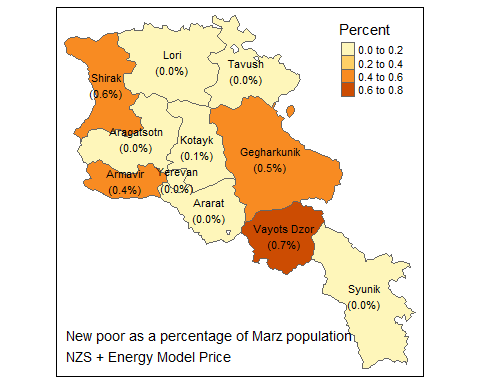 Percent
0.0 to 0.2
0.2 to 0.4
0.4 to 0.6
0.6 to 0.8
Lori
(0.0%)
Tavush
(0.0%)
Shirak
(0.6%)
Aragatsotn
(0.0%)
Kotayk
(0.1%)
Gegharkunik
(0.5%)
Armavir
(0.4%)
Yerevan
(0.0%)
Ararat
(0.0%)
Vayots Dzor
(0.7%)
Syunik
(0.0%)
New poor as a percentage of Marz population
NZS + Energy Model Price